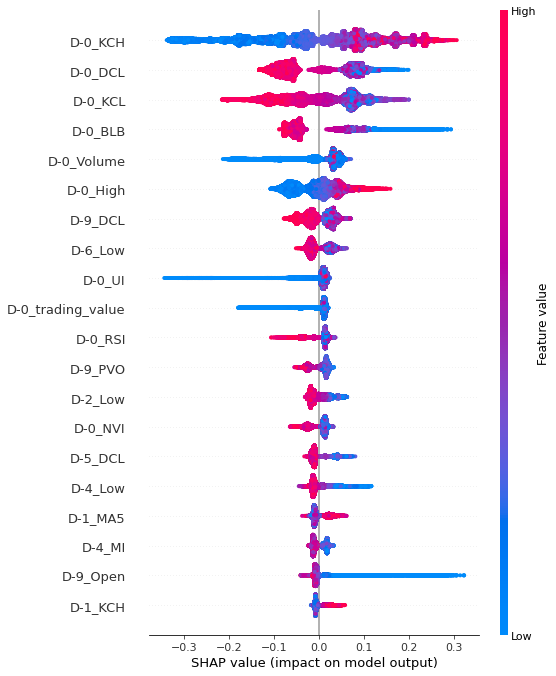 High
D-0_KCH
D-0_DCL
D-0_KCL
D-0_BLB
D-0_Volume
D-0_High
D-9_DCL
D-6_Low
D-0_UI
D-0_trading_value
D-0_RSI
D-9_PVO
D-2_Low
D-0_NVI
D-5_DCL
D-4_Low
D-1_MA5
D-4_MI
D-9_Open
D-1_KCH
Feature value
Low
−0.3 −0.2 −0.1 0.0 0.1 0.2 0.3
SHAP value (impact on model output)